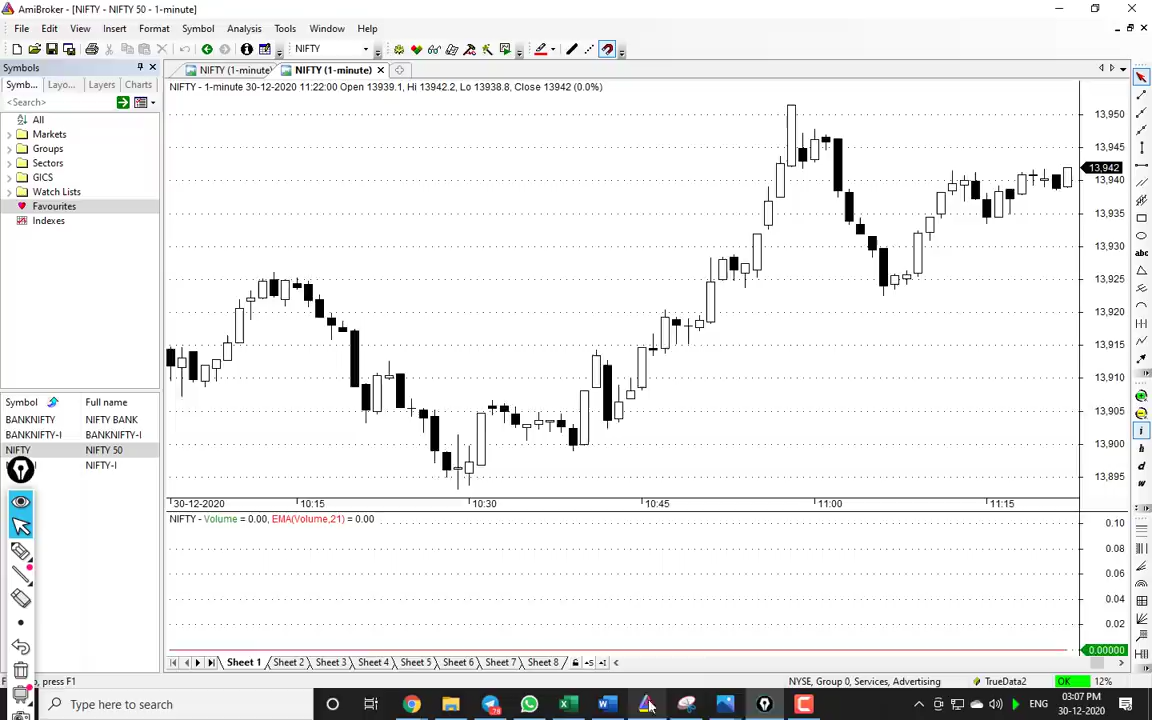 AmiBroker - [NIFTY - NIFTY 50 - 1-minute]
File Edit View Insert Format Symbol Analysis Tools Window Help
NIFTY
Symbols
Symb... Layo... Layers Charts
NIFTY (1-minute) NIFTY (1-minute)
<Search>
All
Markets
Groups
Sectors
GICS
Watch Lists
Favourites
Indexes
Symbol Full name
BANKNIFTY NIFTY BANK
BANKNIFTY-I BANKNIFTY-I
NIFTY NIFTY 50
NIFTY-I
NIFTY - 1-minute 30-12-2020 11:22:00 Open 13939.1, Hi 13942.2, Lo 13938.8, Close 13942 (0.0%)
13,950
13,945
13,942
13,940
13,935
13,930
13,925
13,920
13,915
13,910
13,905
13,900
13,895
30-12-2020 10:15 10:30 10:45 11:00 11:15
NIFTY - Volume = 0.00, EMA(Volume,21) = 0.00
0.10
0.08
0.06
0.04
0.02
0.00000
abc
i
h
d
w
Sheet 1 Sheet 2 Sheet 3 Sheet 4 Sheet 5 Sheet 6 Sheet 7 Sheet 8
p, press F1
NYSE, Group 0, Services, Advertising TrueData2 OK 12%
Type here to search
ENG
03:07 PM
30-12-2020